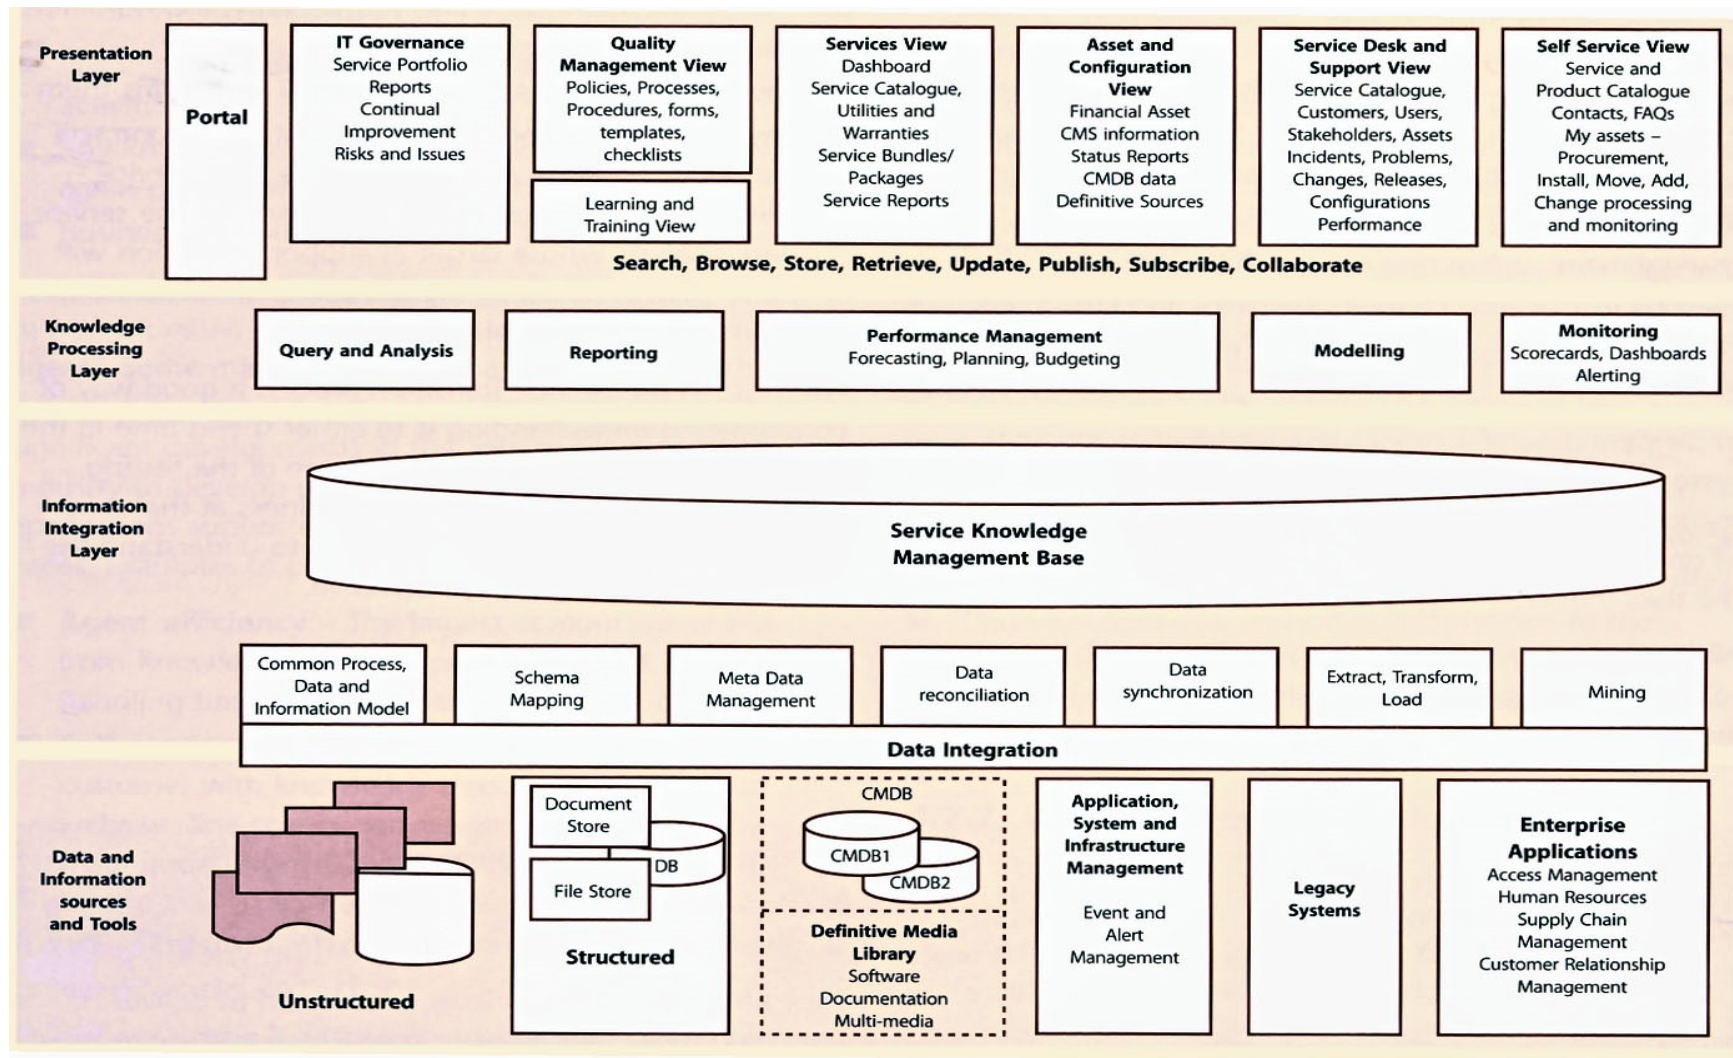 Presentation
Layer
Portal
IT Governance
Service Portfolio
Reports
Continual
Improvement
Risks and Issues
Quality
Management View
Policies, Processes,
Procedures, forms,
templates,
checklists
Learning and
Training View
Services View
Dashboard
Service Catalogue,
Utilities and
Warranties
Service Bundles/
Packages
Service Reports
Asset and
Configuration
View
Financial Asset
CMS information
Status Reports
CMDB data
Definitive Sources
Service Desk and
Support View
Service Catalogue,
Customers, Users,
Stakeholders, Assets
Incidents, Problems,
Changes, Releases,
Configurations
Performance
Self Service View
Service and
Product Catalogue
Contacts, FAQs
My assets –
Procurement,
Install, Move, Add,
Change processing
and monitoring
Search, Browse, Store, Retrieve, Update, Publish, Subscribe, Collaborate
Knowledge
Processing
Layer
Query and Analysis
Reporting
Performance Management
Forecasting, Planning, Budgeting
Modelling
Monitoring
Scorecards, Dashboards
Alerting
Information
Integration
Layer
Service Knowledge
Management Base
Common Process,
Data and
Information Model
Schema
Mapping
Meta Data
Management
Data
reconciliation
Data
synchronization
Extract, Transform,
Load
Mining
Data Integration
Data and
Information
sources
and Tools
Unstructured
Document
Store
DB
File Store
Structured
CMDB
CMDB1
CMDB2
Definitive Media
Library
Software
Documentation
Multi-media
Application,
System and
Infrastructure
Management
Event and
Alert
Management
Legacy
Systems
Enterprise
Applications
Access Management
Human Resources
Supply Chain
Management
Customer Relationship
Management